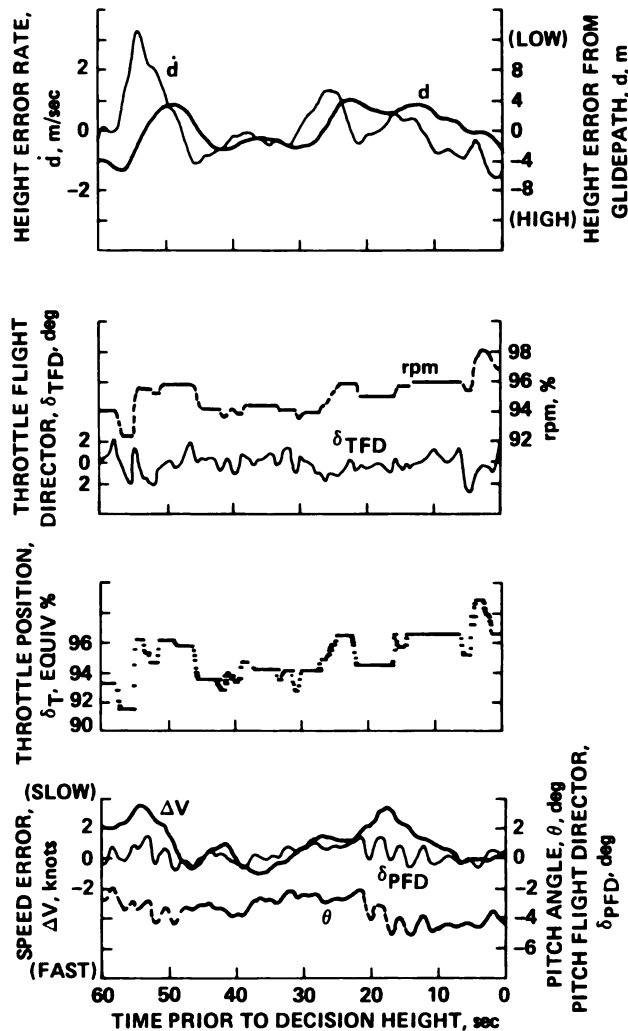 HEIGHT ERROR RATE,
ḋ, m/sec
2
0
−2
ḋ
d
(LOW)
8
4
0
−4
−8
(HIGH)
HEIGHT ERROR FROM
GLIDEPATH, d, m
THROTTLE FLIGHT
DIRECTOR, δTFD, deg
2
0
2
rpm
δTFD
98
96
94
92
rpm, %
THROTTLE POSITION,
δT, EQUIV %
96
94
92
90
(SLOW)
SPEED ERROR,
ΔV, knots
2
0
−2
(FAST)
ΔV
δPFD
θ
2
0
−2
−4
−6
PITCH ANGLE, θ, deg
PITCH FLIGHT DIRECTOR,
δPFD, deg
60 50 40 30 20 10 0
TIME PRIOR TO DECISION HEIGHT, sec